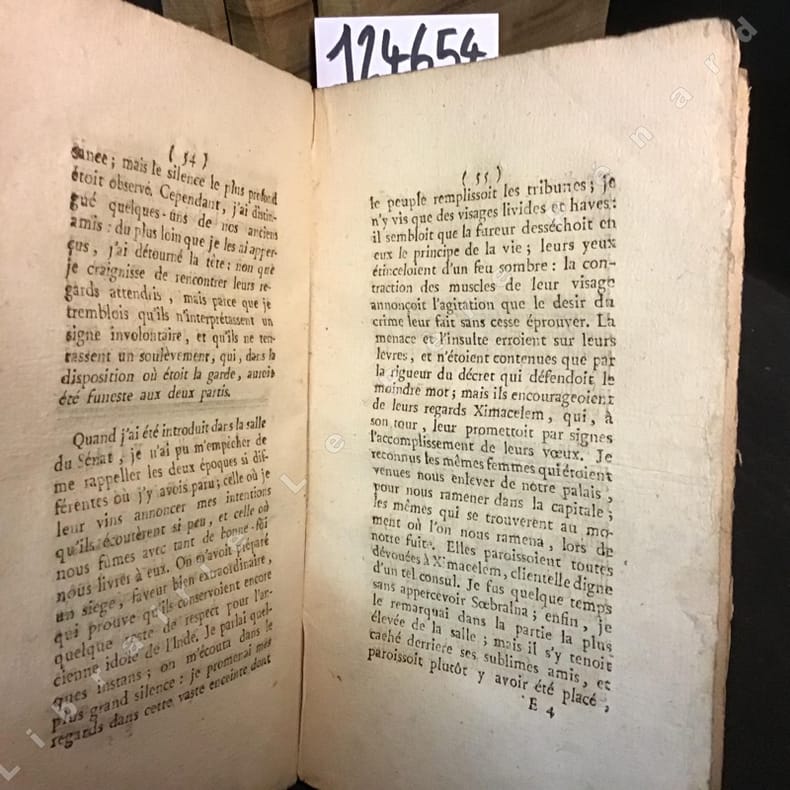 124654
( 54 )
sance; mais le silence le plus profond
étoit observé. Cependant, j'ai distin-
gué quelques-uns de nos anciens
amis : du plus loin que je les ai apper-
çus, j'ai détourné la tête; non que
je craignisse de rencontrer leurs re-
gards attendris, mais parce que je
tremblois qu'ils n'interprétassent un
signe involontaire, et qu'ils ne ten-
tassent un soulèvement, qui, dans la
disposition où étoit la garde, auroit
été funeste aux deux partis.
Quand j'ai été introduit dans la salle
du Sénat, je n'ai pu m'empicher de
me rappeller les deux époques si dif-
férentes où j'y avois paru; celle où je
leur vins annoncer mes intentions
qu'ils écoutèrent si peu, et celle où
nous fumes avec tant de bonne-foi
nous livrés à eux. On m'avoit préparé
un siege, faveur bien extraordinaire,
qui prouve qu'ils conservoient encore
quelque reste de respect pour l'an-
cienne idole de l'Inde. Je parlai quel-
ques instans; on m'écouta dans le
plus grand silence : je promenai mes
regards dans cette vaste enceinte dont
( 55 )
le peuple remplissoit les tribunes; je
n'y vis que des visages livides et haves:
il sembloit que la fureur desséchoit en
eux le principe de la vie; leurs yeux
étinceloient d'un feu sombre : la con-
traction des muscles de leur visage
annonçoit l'agitation que le desir du
crime leur fait sans cesse éprouver. La
menace et l'insulte erroient sur leurs
levres, et n'étoient contenues que par
la rigueur du décret qui défendoit le
moindre mot; mais ils encourageoient
de leurs regards Ximacelem, qui, à
son tour, leur promettoit par signes
l'accomplissement de leurs vœux. Je
reconnus les mêmes femmes qui étoient
venues nous enlever de notre palais,
pour nous ramener dans la capitale;
les mêmes qui se trouverent au mo-
ment où l'on nous ramena, lors de
notre fuite. Elles paroissoient toutes
dévouées à Ximacelem, clientelle digne
d'un tel consul. Je fus quelque temps
sans appercevoir Sœbralna; enfin, je
le remarquai dans la partie la plus
élevée de la salle; mais il s'y tenoit
caché derriere ses sublimes amis, et
paroissoit plutôt y avoir été placé,
E 4
Librairie Le nard